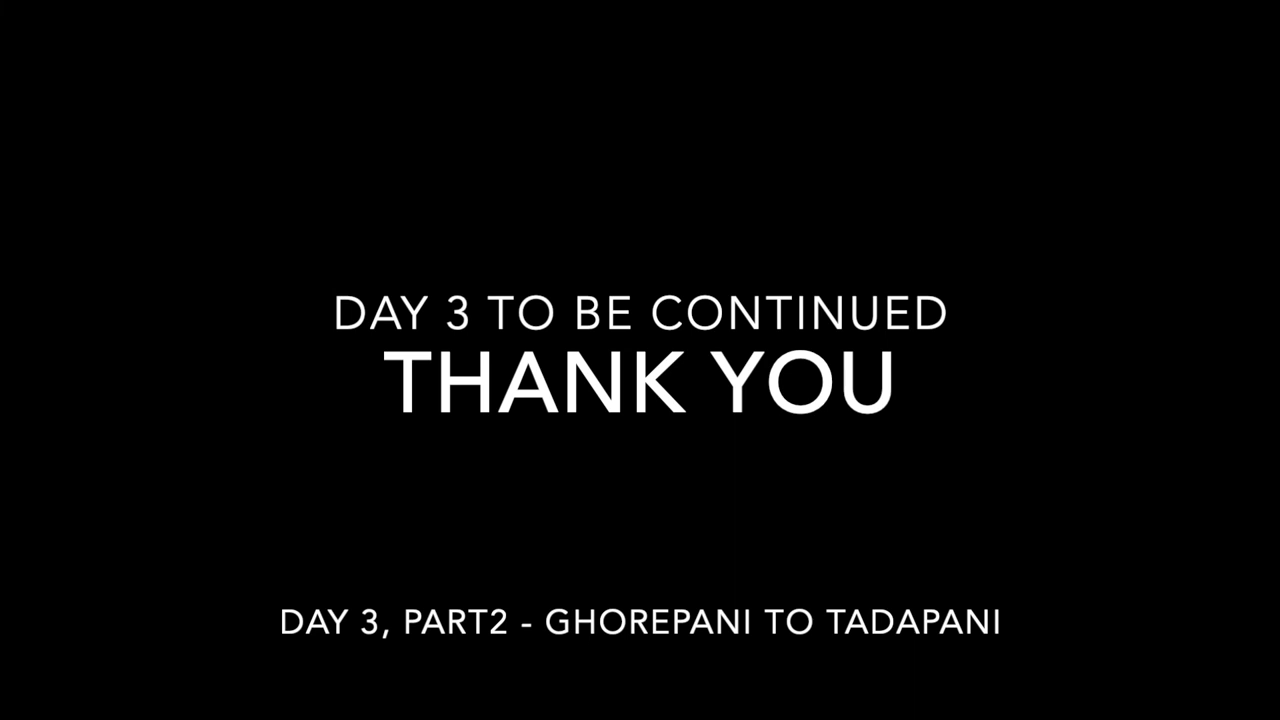 DAY 3 TO BE CONTINUED
THANK YOU
DAY 3, PART2 - GHOREPANI TO TADAPANI